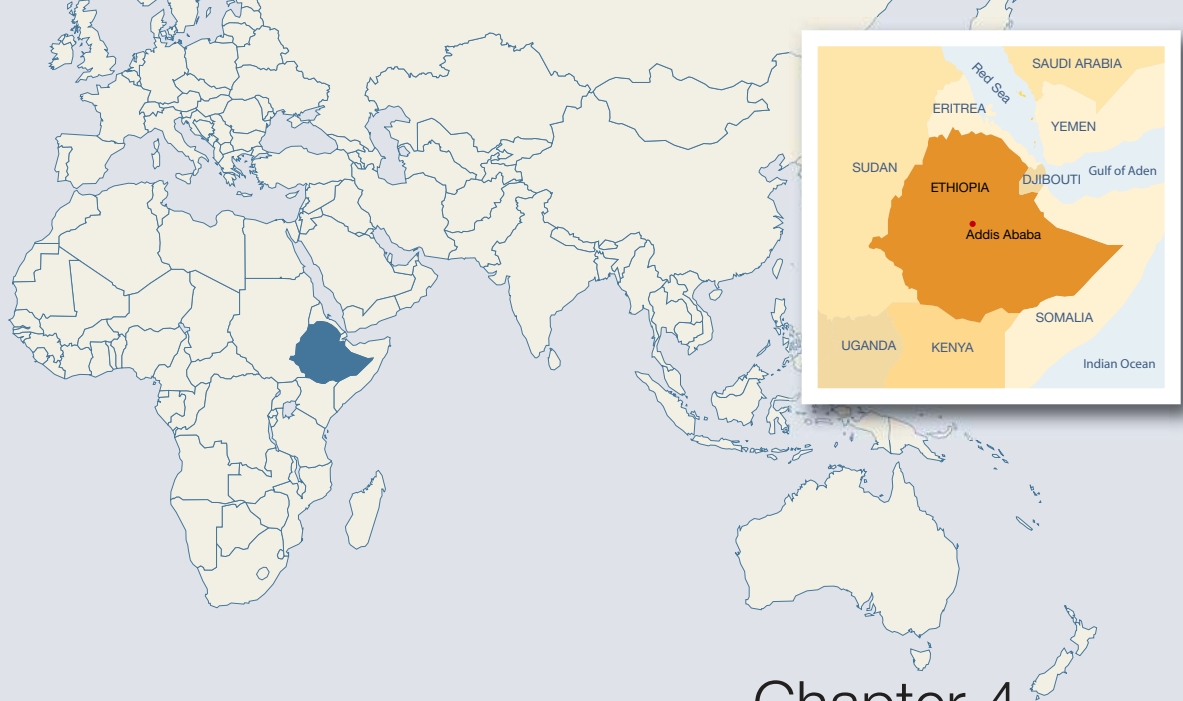 SAUDI ARABIA
Red Sea
ERITREA
YEMEN
SUDAN
Gulf of Aden
DJIBOUTI
ETHIOPIA
Addis Ababa
SOMALIA
UGANDA
KENYA
Indian Ocean
Chapter 4